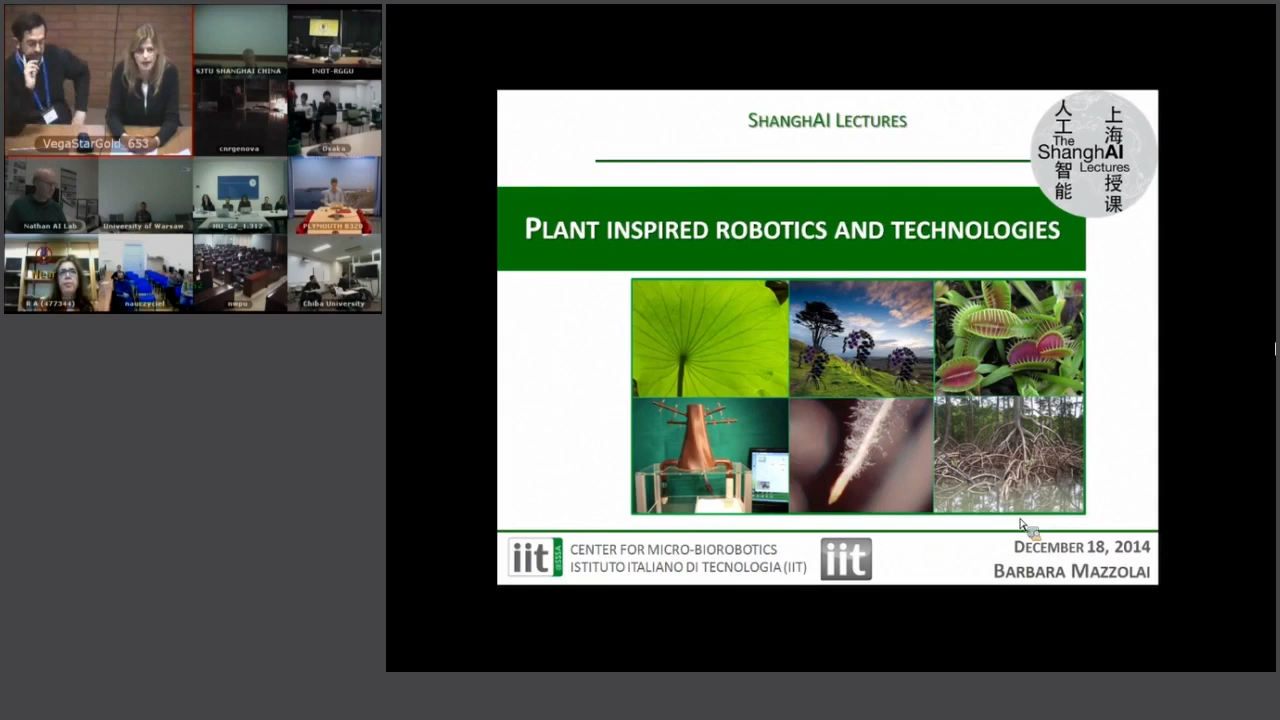 VegaStarGold_653
SJTU SHANGHAI CHINA
INOT-RGGU
cnrgenova
Osaka
Nathan AI Lab
University of Warsaw
HU_G2_1.312
PLYMOUTH B320
R A (477344)
nauczyciel
nwpu
Chiba University
SHANGHAI LECTURES
人工智能
上海授课
The
ShanghAI
Lectures
PLANT INSPIRED ROBOTICS AND TECHNOLOGIES
iit
@SSSA
CENTER FOR MICRO-BIOROBOTICS
ISTITUTO ITALIANO DI TECNOLOGIA (IIT)
iit
DECEMBER 18, 2014
BARBARA MAZZOLAI